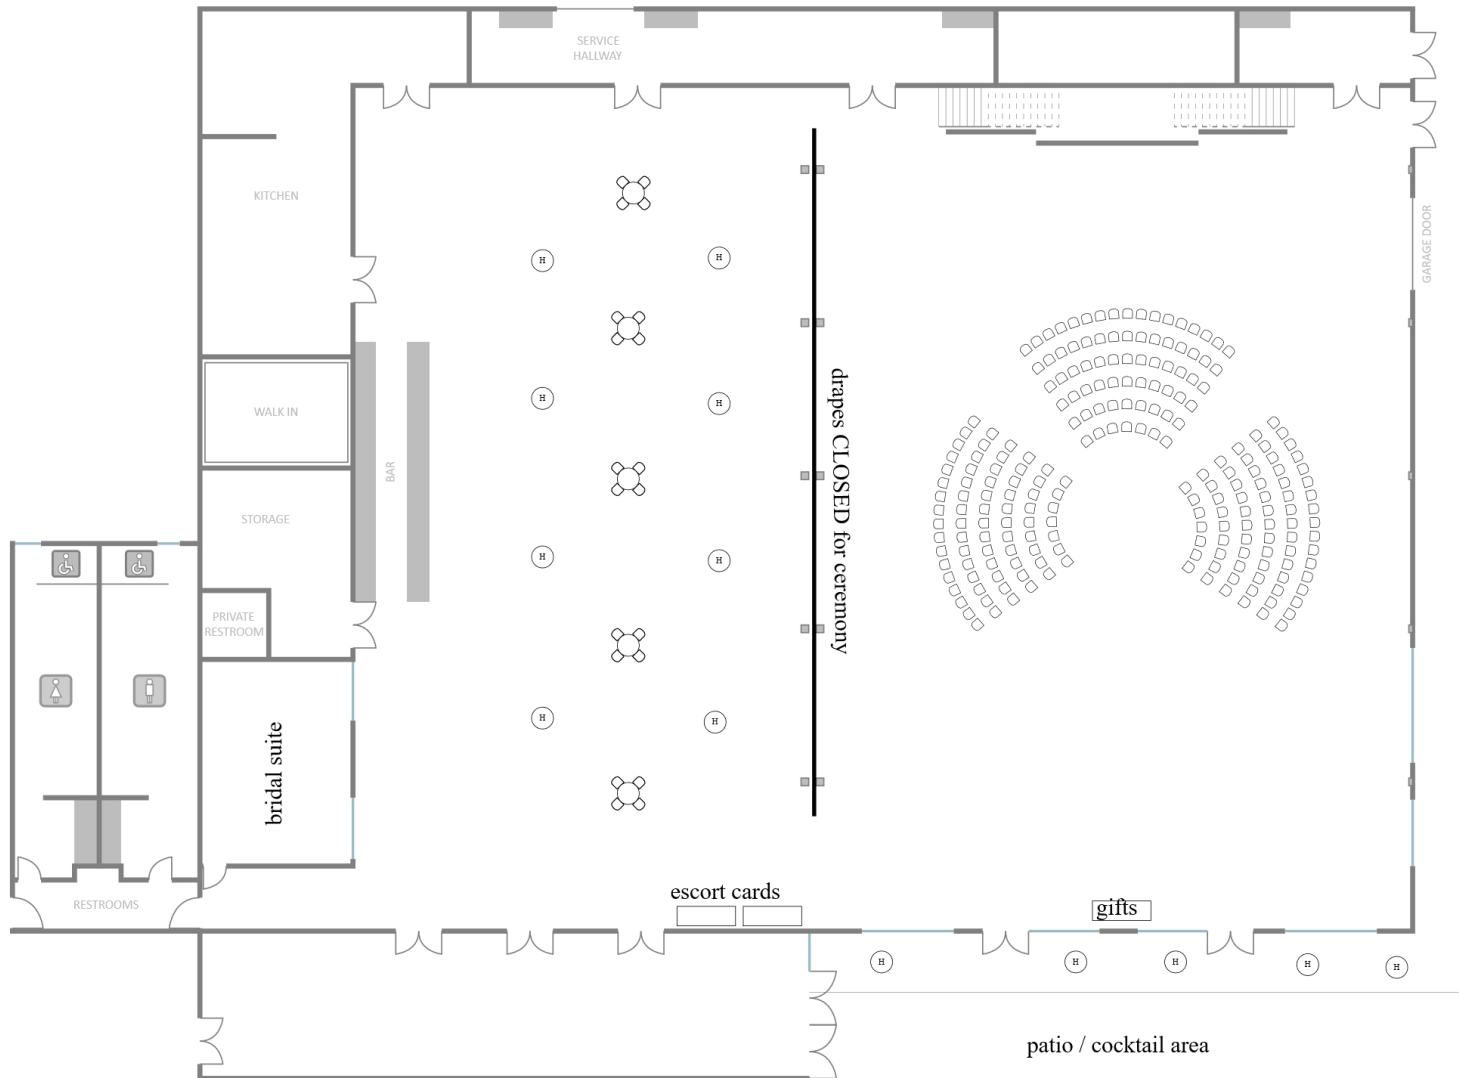 SERVICE
HALLWAY
KITCHEN
GARAGE DOOR
H
H
WALK IN
drapes CLOSED for ceremony
H
H
BAR
STORAGE
H
H
PRIVATE
RESTROOM
bridal suite
H
H
escort cards
RESTROOMS
gifts
H
H
H
H
H
patio / cocktail area